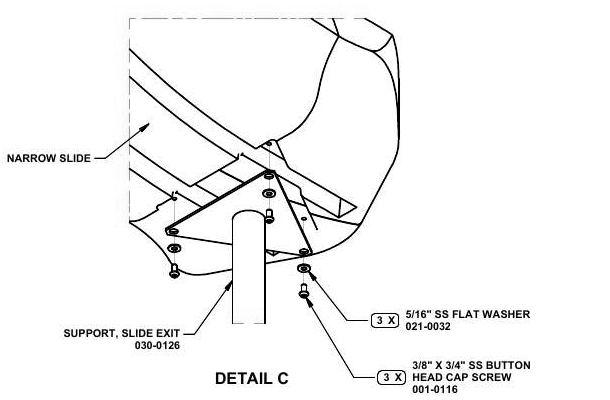 NARROW SLIDE
3 X
5/16" SS FLAT WASHER
021-0032
SUPPORT, SLIDE EXIT
030-0126
3 X
3/8" X 3/4" SS BUTTON
HEAD CAP SCREW
001-0116
DETAIL C